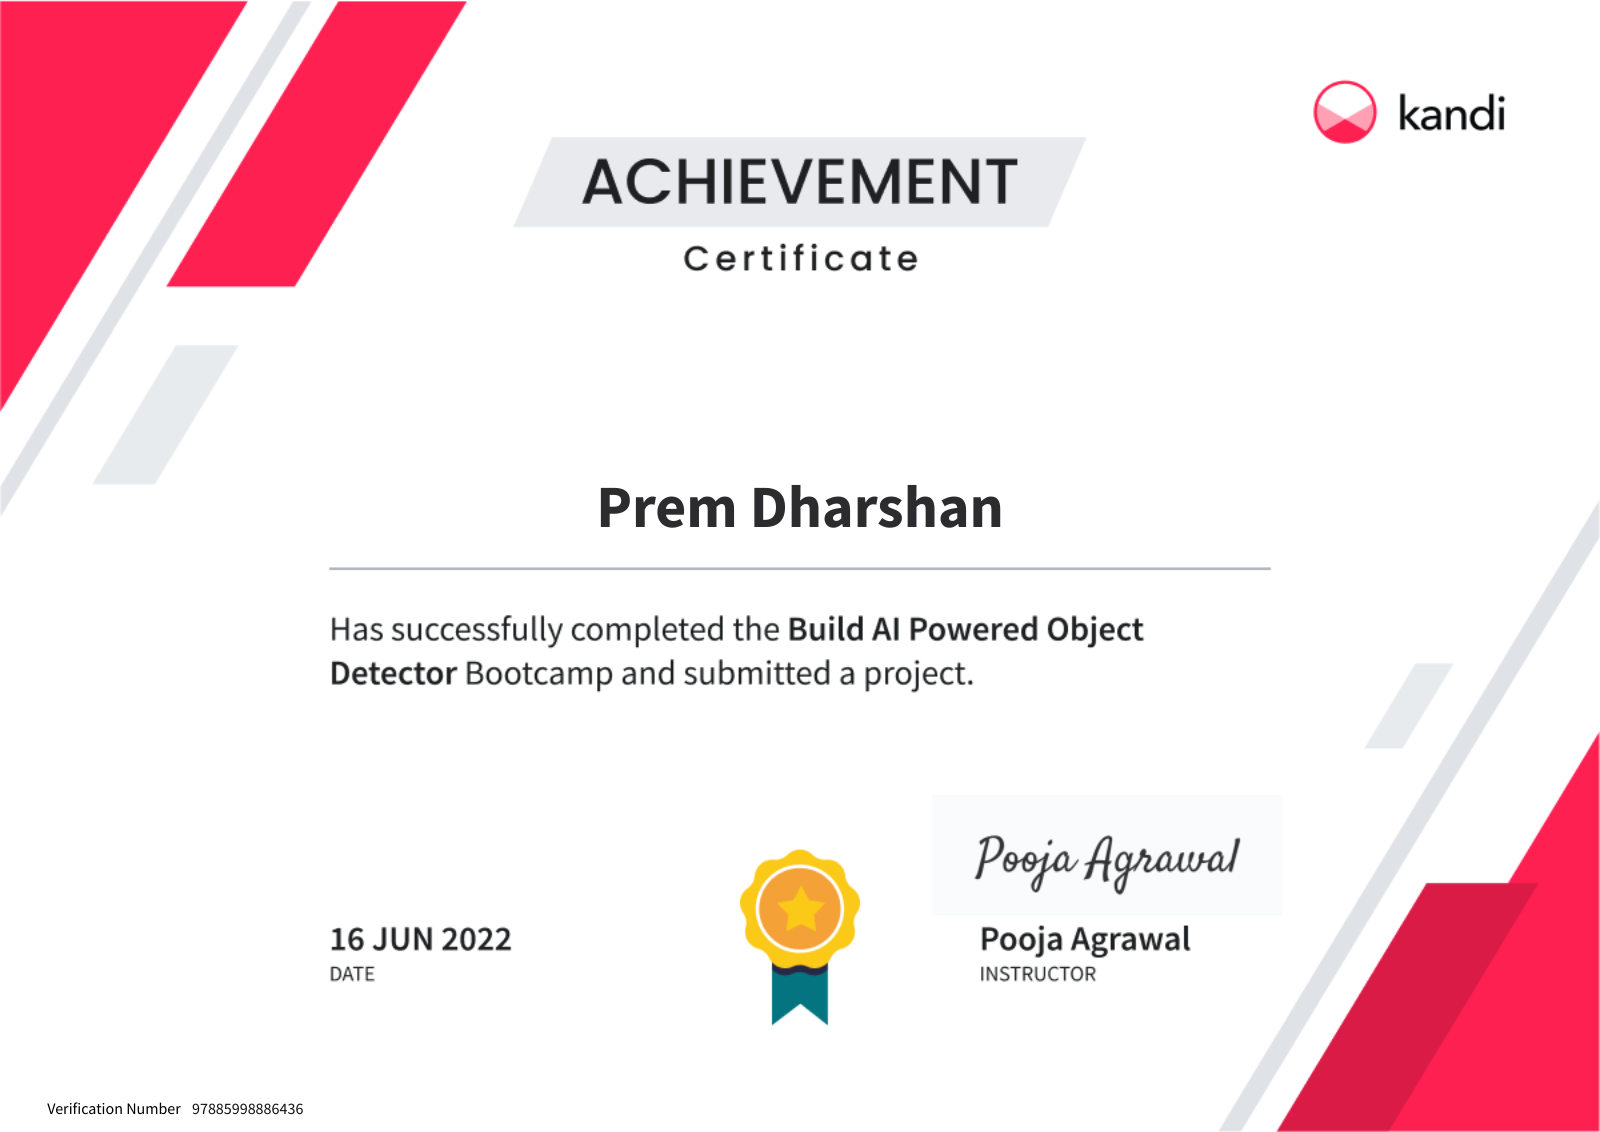 kandi
ACHIEVEMENT
Certificate
Prem Dharshan
Has successfully completed the Build AI Powered Object
Detector Bootcamp and submitted a project.
Pooja Agrawal
16 JUN 2022
DATE
Pooja Agrawal
INSTRUCTOR
Verification Number 97885998886436